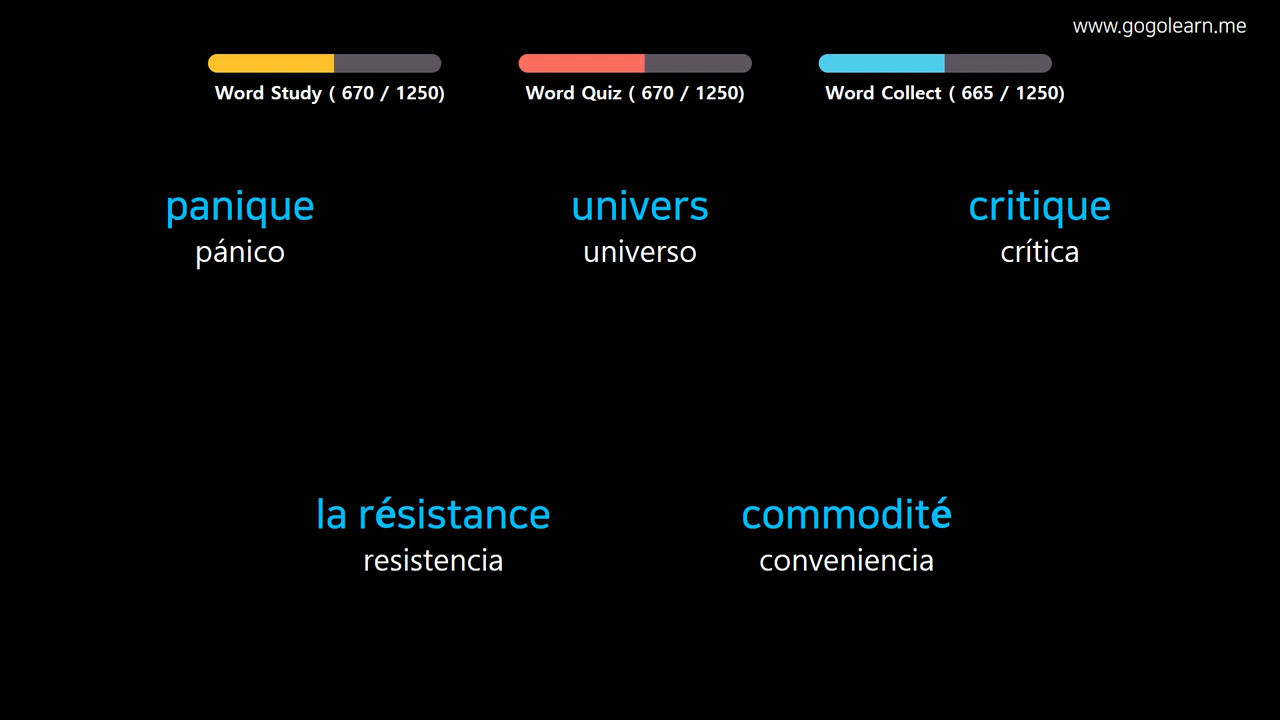 www.gogolearn.me
Word Study ( 670 / 1250)
Word Quiz ( 670 / 1250)
Word Collect ( 665 / 1250)
panique
univers
critique
pánico
universo
crítica
la résistance
commodité
resistencia
conveniencia